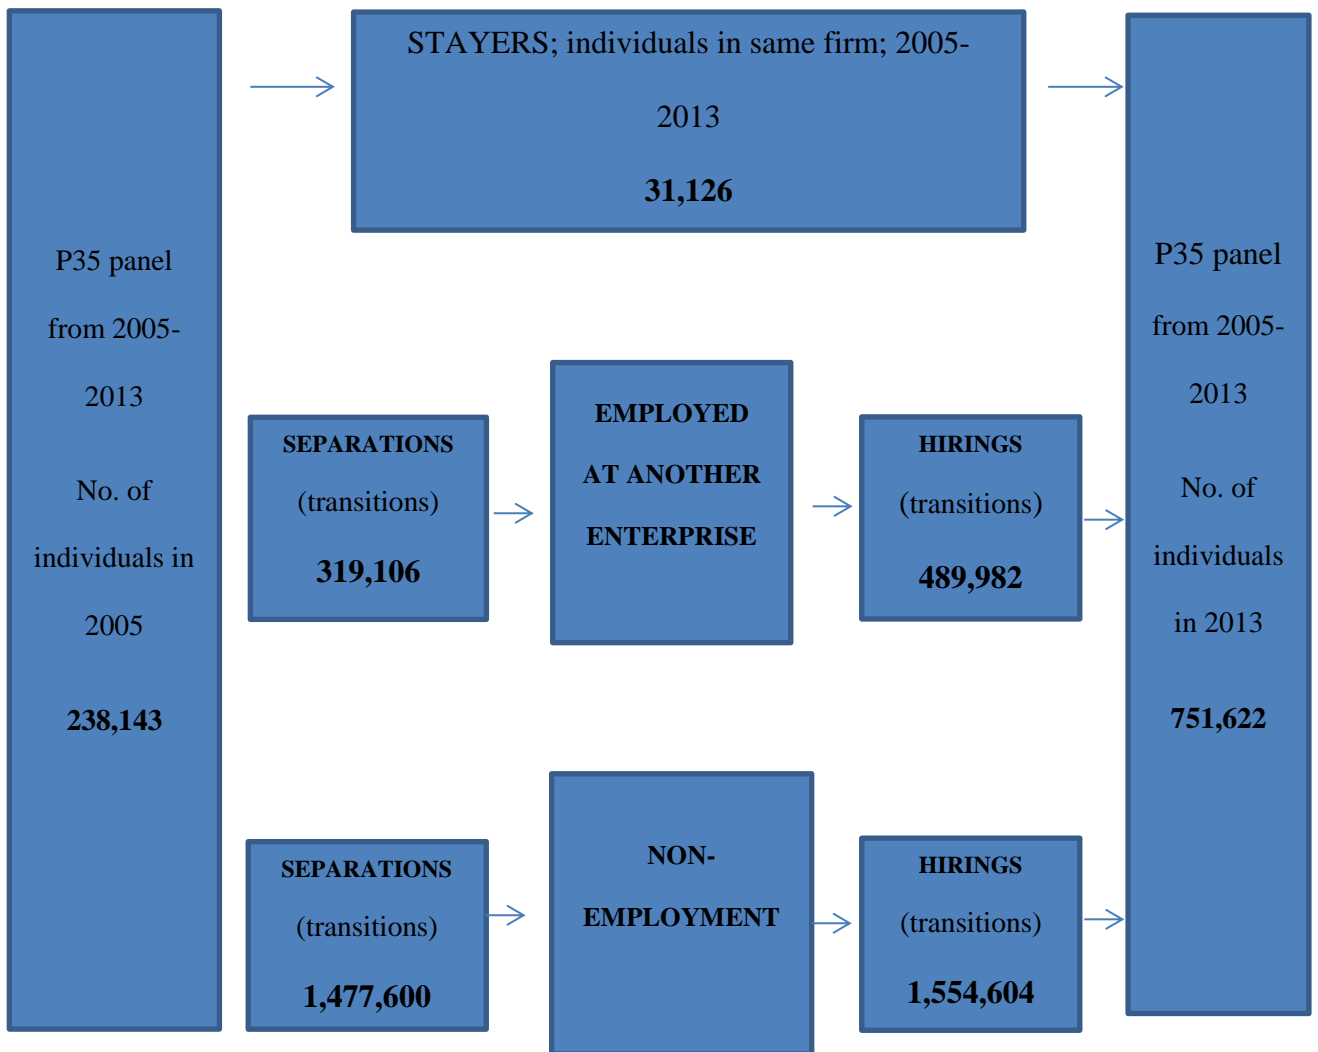 P35 panel
from 2005-
2013
No. of
individuals in
2005
238,143
STAYERS; individuals in same firm; 2005-
2013
31,126
SEPARATIONS
(transitions)
319,106
EMPLOYED
AT ANOTHER
ENTERPRISE
HIRINGS
(transitions)
489,982
SEPARATIONS
(transitions)
1,477,600
NON-
EMPLOYMENT
HIRINGS
(transitions)
1,554,604
P35 panel
from 2005-
2013
No. of
individuals
in 2013
751,622